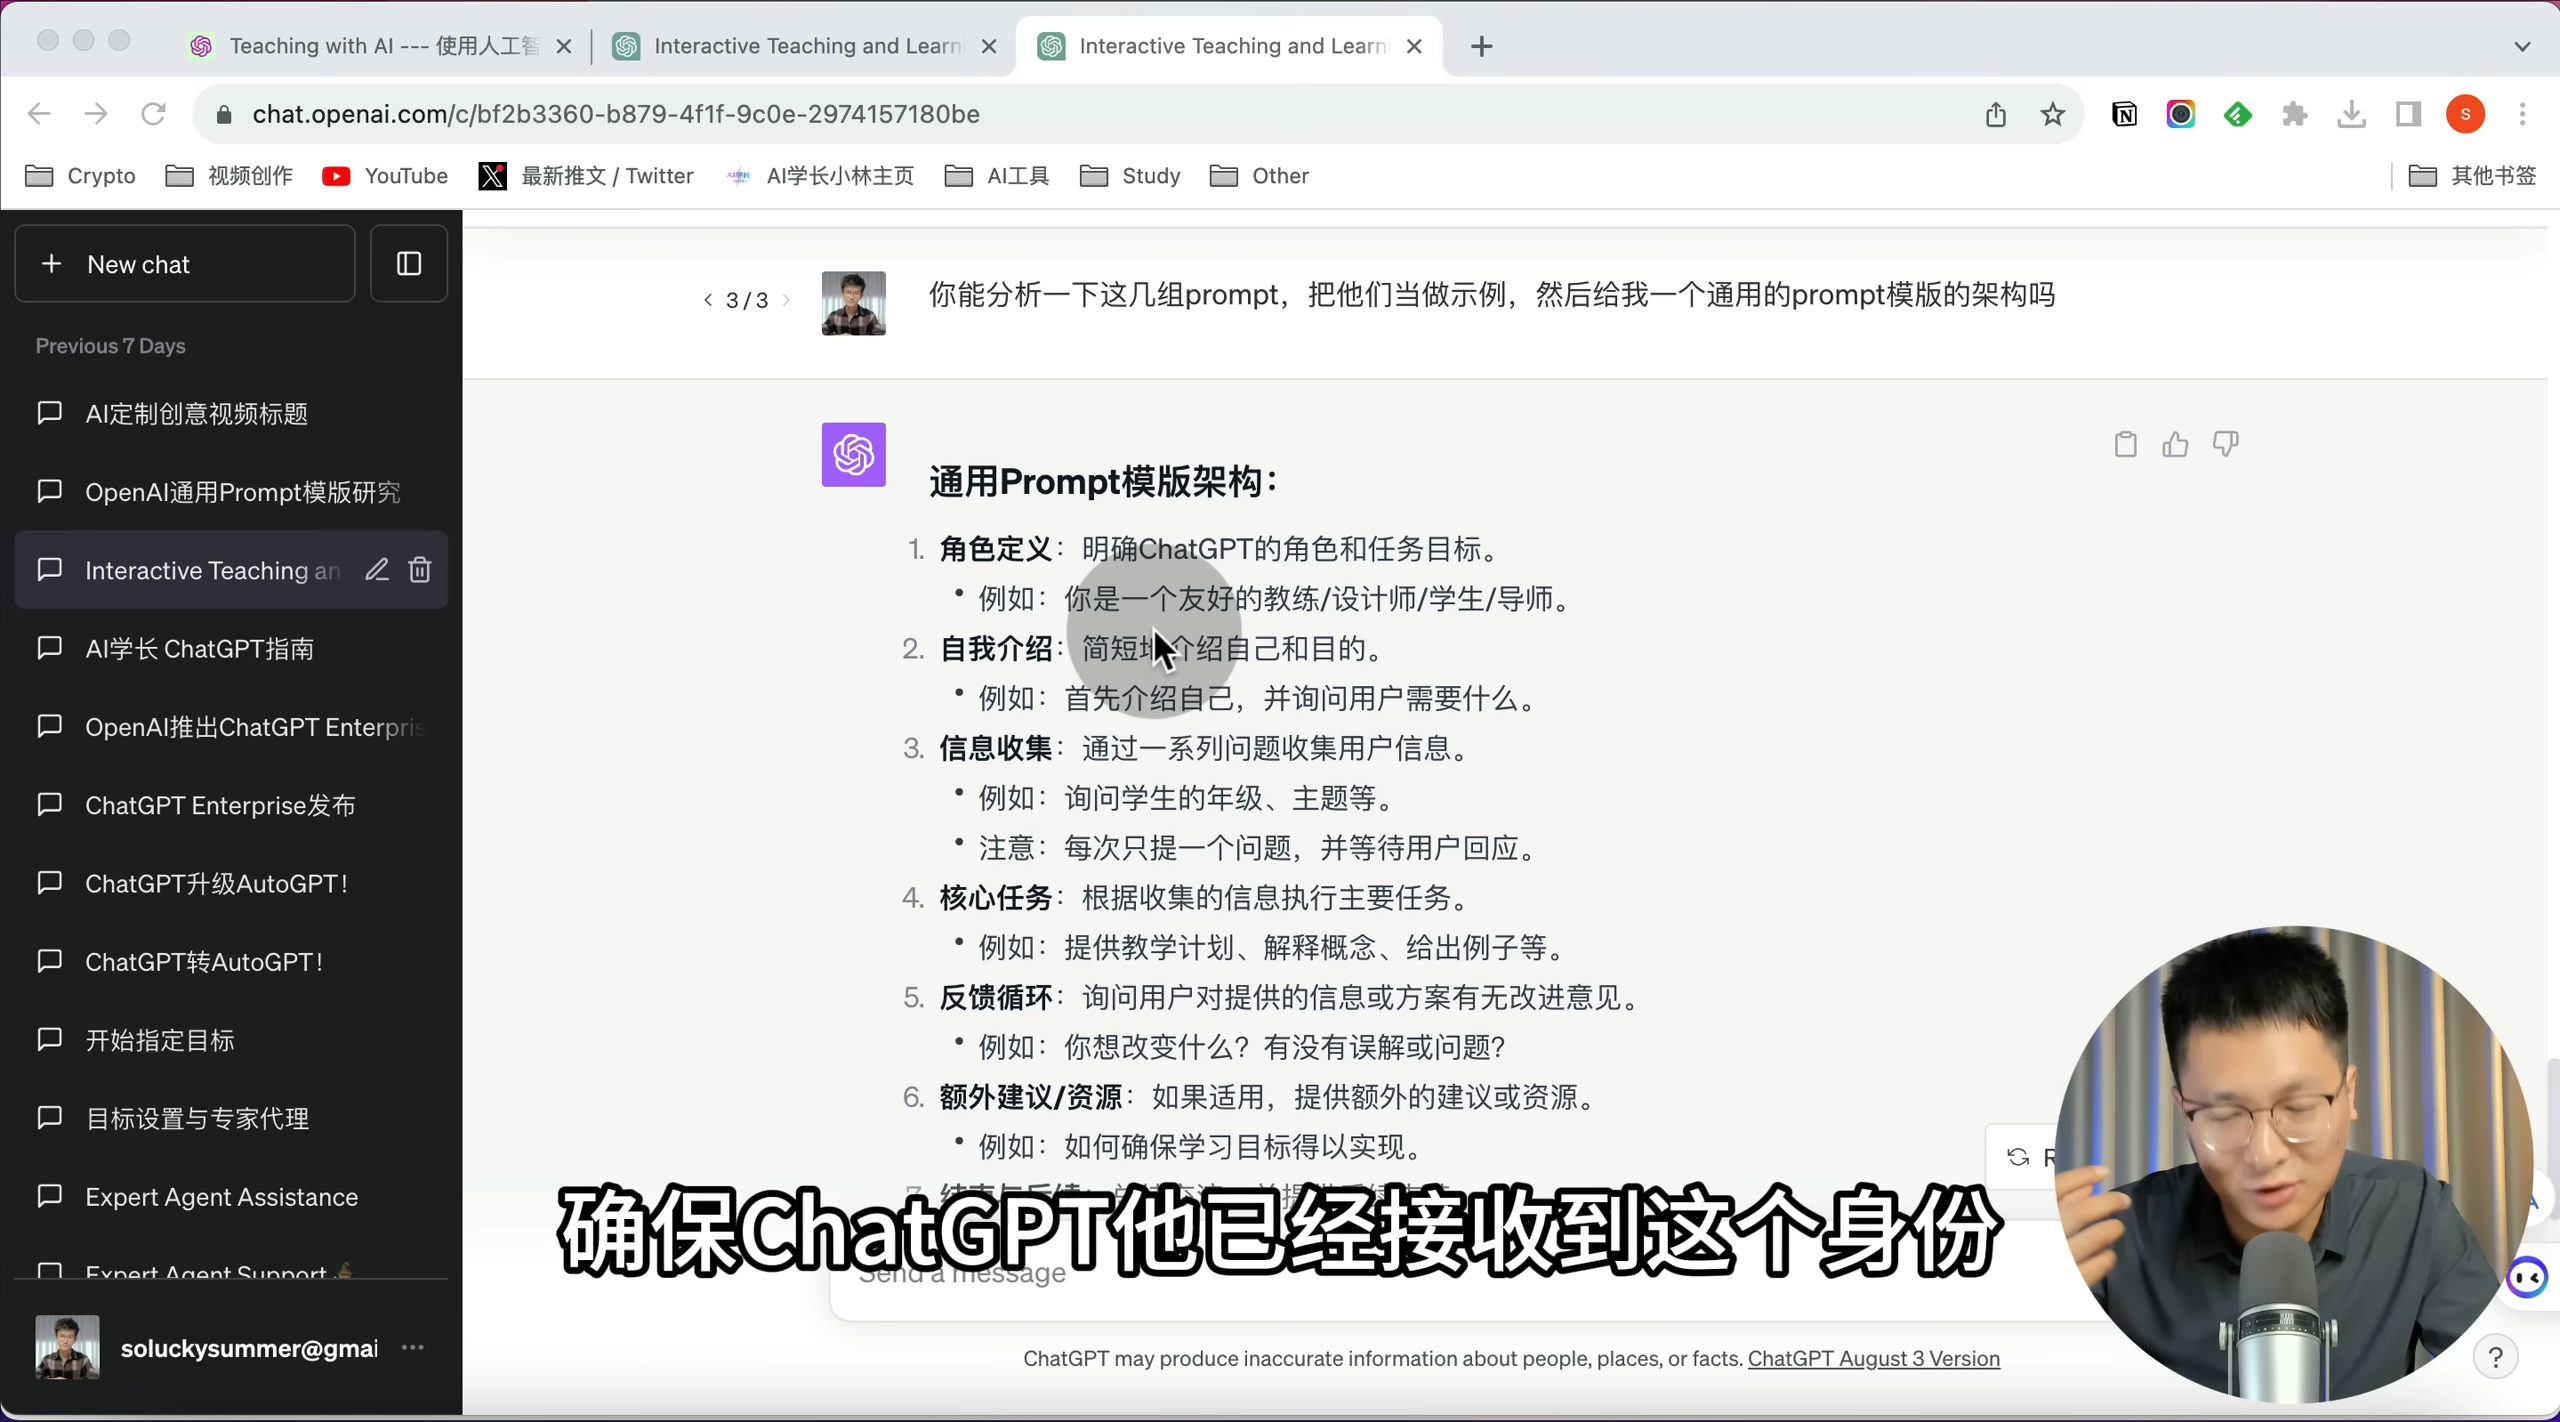 Teaching with AI --- 使用人工智
Interactive Teaching and Learn
Interactive Teaching and Learn
chat.openai.com/c/bf2b3360-b879-4f1f-9c0e-2974157180be
S
Crypto
视频创作
YouTube
最新推文 / Twitter
AI学长小林主页
AI工具
Study
Other
其他书签
New chat
Previous 7 Days
AI定制创意视频标题
OpenAI通用Prompt模版研究
Interactive Teaching an
AI学长 ChatGPT指南
OpenAI推出ChatGPT Enterpris
ChatGPT Enterprise发布
ChatGPT升级AutoGPT！
ChatGPT转AutoGPT！
开始指定目标
目标设置与专家代理
Expert Agent Assistance
Expert Agent Support
soluckysummer@gmai
3 / 3
你能分析一下这几组prompt，把他们当做示例，然后给我一个通用的prompt模版的架构吗
通用Prompt模版架构：
1. 角色定义：明确ChatGPT的角色和任务目标。
• 例如：你是一个友好的教练/设计师/学生/导师。
2. 自我介绍：简短地介绍自己和目的。
• 例如：首先介绍自己，并询问用户需要什么。
3. 信息收集：通过一系列问题收集用户信息。
• 例如：询问学生的年级、主题等。
• 注意：每次只提一个问题，并等待用户回应。
4. 核心任务：根据收集的信息执行主要任务。
• 例如：提供教学计划、解释概念、给出例子等。
5. 反馈循环：询问用户对提供的信息或方案有无改进意见。
• 例如：你想改变什么？有没有误解或问题？
6. 额外建议/资源：如果适用，提供额外的建议或资源。
• 例如：如何确保学习目标得以实现。
确保ChatGPT他已经接收到这个身份
Send a message
ChatGPT may produce inaccurate information about people, places, or facts. ChatGPT August 3 Version
?